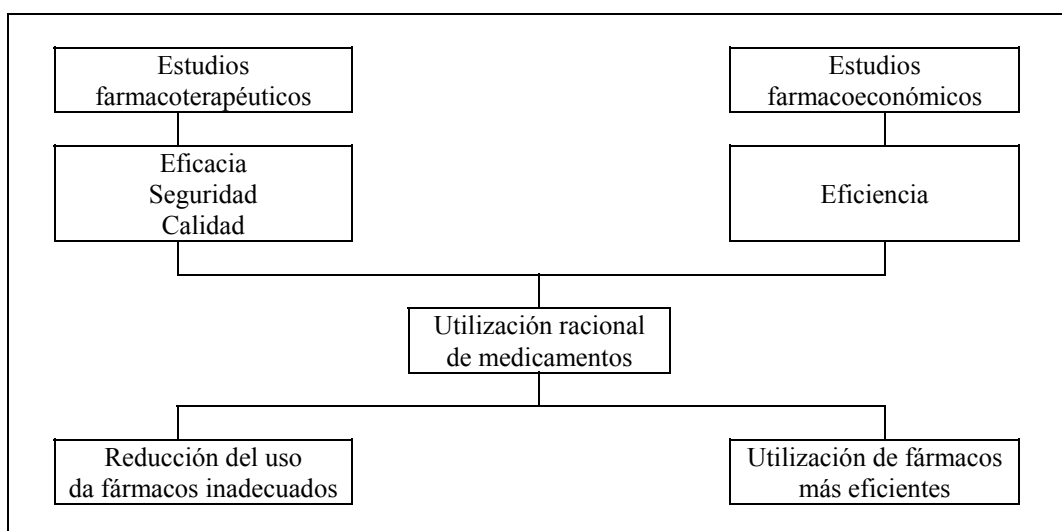 Estudios
farmacoterapéuticos
Estudios
farmacoeconómicos
Eficacia
Seguridad
Calidad
Eficiencia
Utilización racional
de medicamentos
Reducción del uso
da fármacos inadecuados
Utilización de fármacos
más eficientes